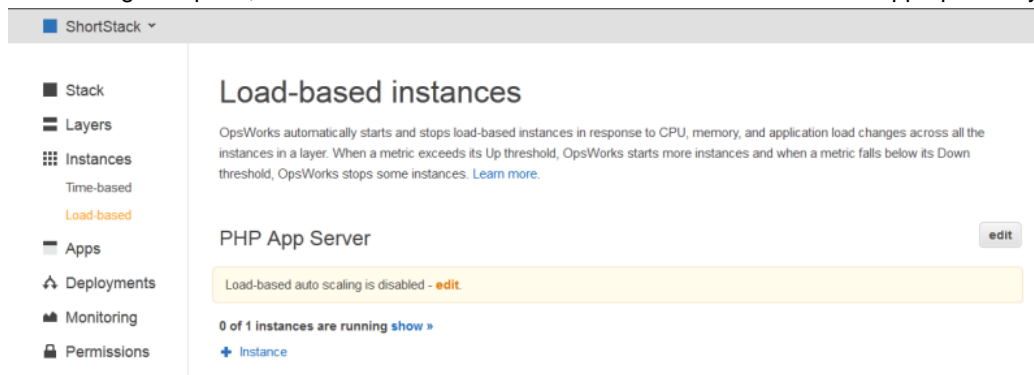 ShortStack
Stack
Layers
Instances
Time-based
Load-based
Apps
Deployments
Monitoring
Permissions
Load-based instances
OpsWorks automatically starts and stops load-based instances in response to CPU, memory, and application load changes across all the
instances in a layer. When a metric exceeds its Up threshold, OpsWorks starts more instances and when a metric falls below its Down
threshold, OpsWorks stops some instances. Learn more.
PHP App Server
edit
Load-based auto scaling is disabled - edit.
0 of 1 instances are running show »
+ Instance